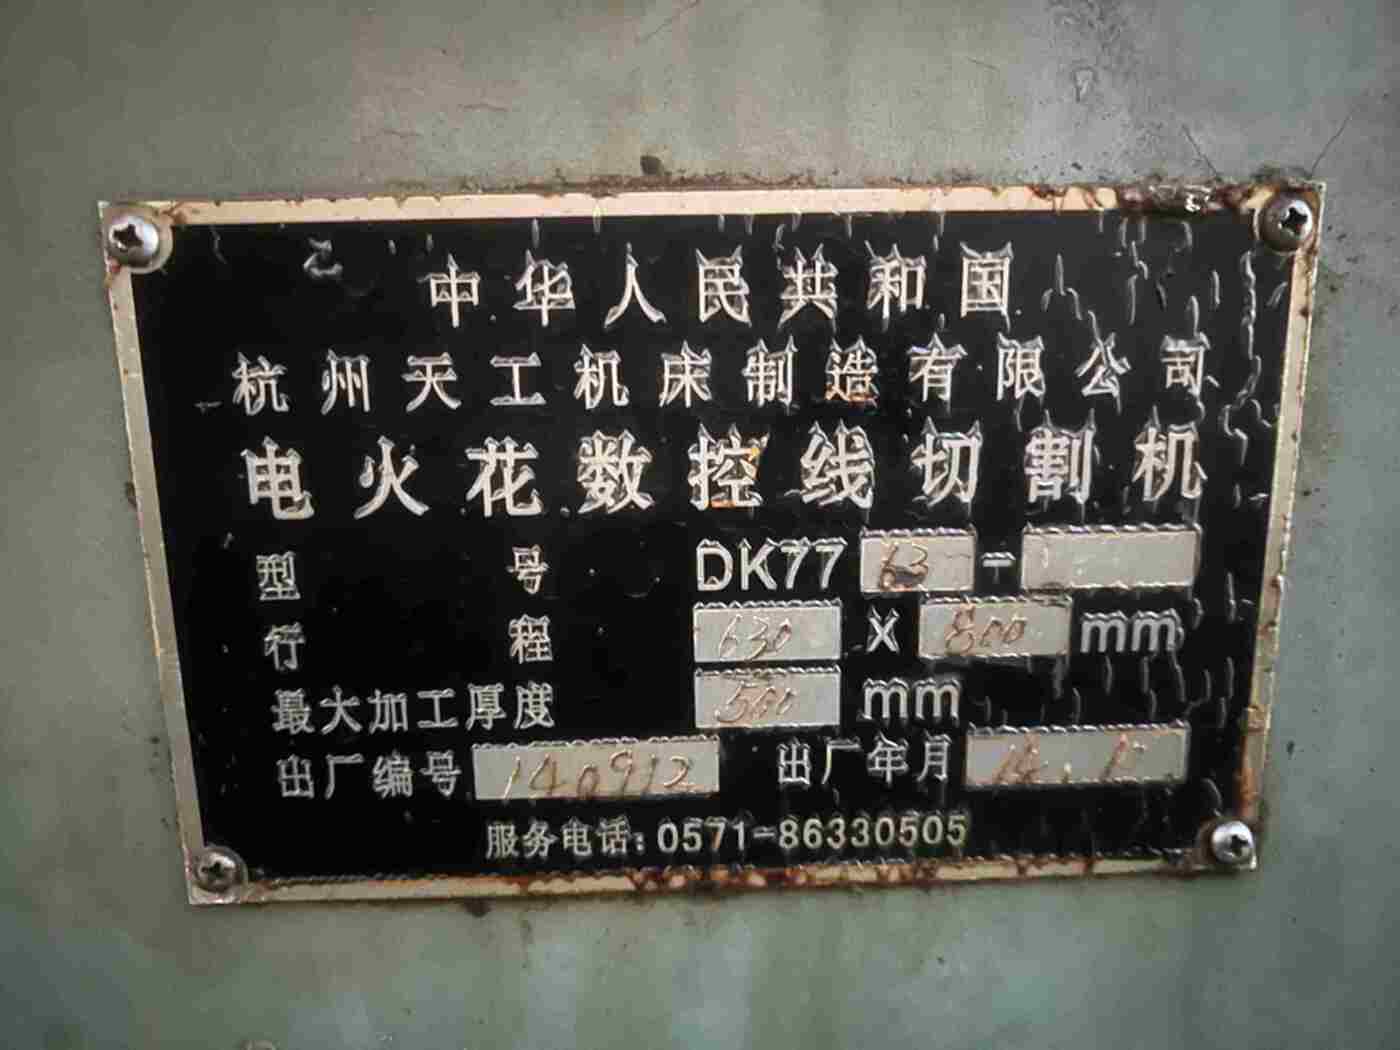 中华人民共和国
杭州天工机床制造有限公司
电火花数控线切割机
型号 DK7763-
行程 630 X 800 mm
最大加工厚度 500 mm
出厂编号 140912 出厂年月 14.
服务电话: 0571-86330505